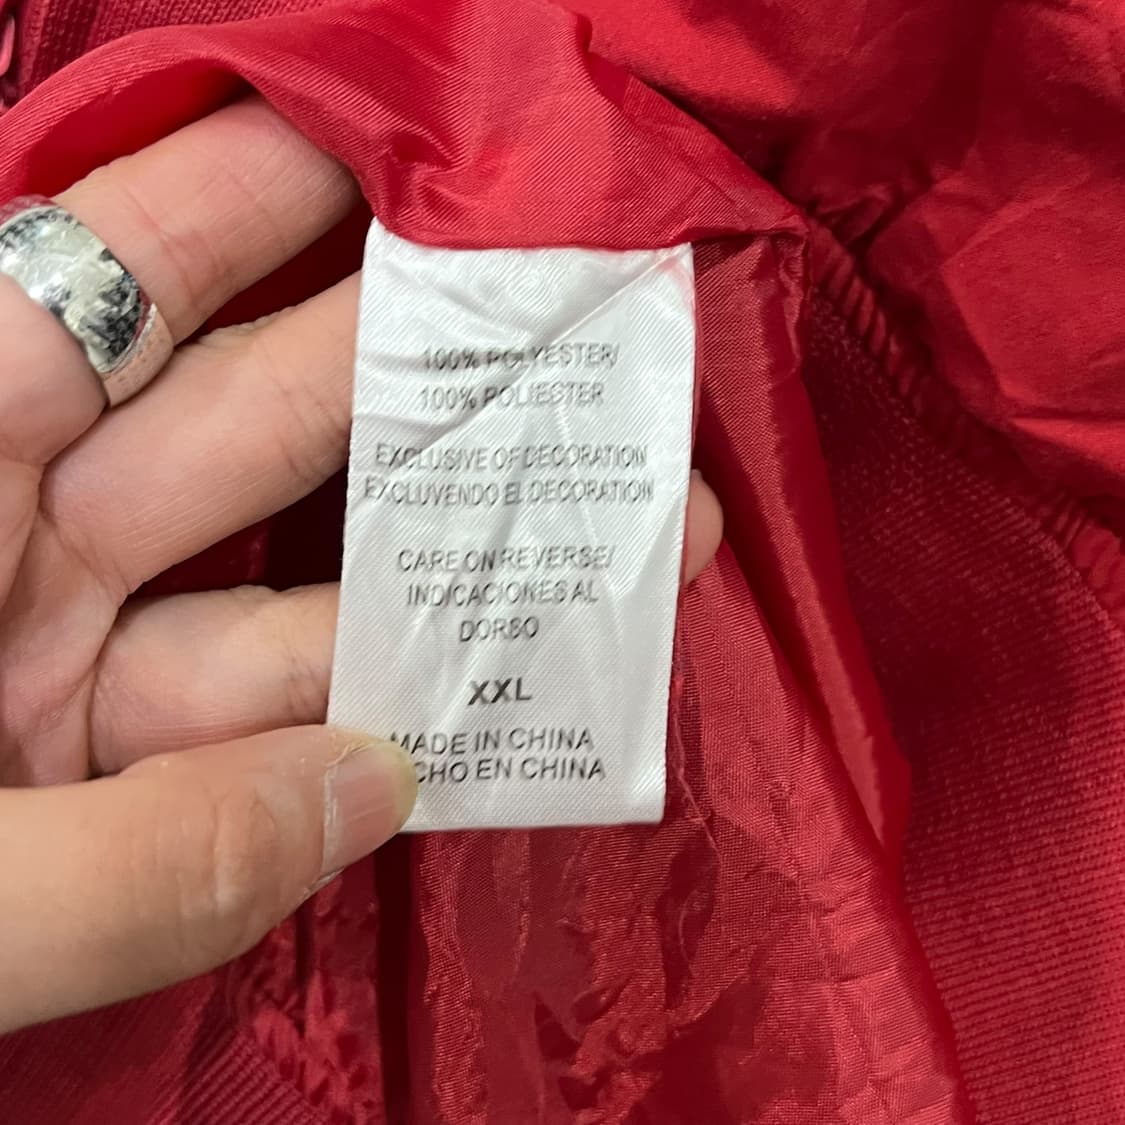 100% POLYESTER/
100% POLIESTER
EXCLUSIVE OF DECORATION
EXCLUVENDO EL DECORATION
CARE ON REVERSE/
INDICACIONES AL
DORSO
XXL
MADE IN CHINA
CHO EN CHINA